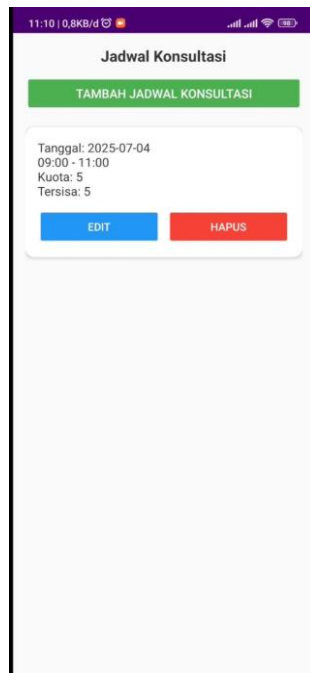 11:10 | 0,8KB/d
98
Jadwal Konsultasi
TAMBAH JADWAL KONSULTASI
Tanggal: 2025-07-04
09:00 - 11:00
Kuota: 5
Tersisa: 5
EDIT
HAPUS